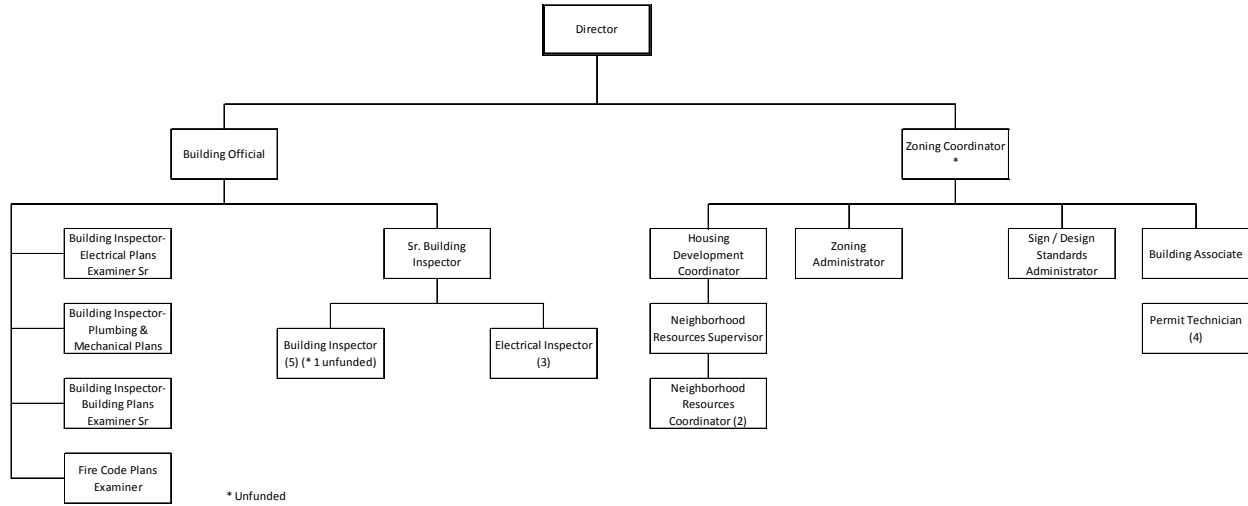 Director
Building Official
Zoning Coordinator
*
Building Inspector-
Electrical Plans
Examiner Sr
Building Inspector-
Plumbing &
Mechanical Plans
Building Inspector-
Building Plans
Examiner Sr
Fire Code Plans
Examiner
Sr. Building
Inspector
Building Inspector
(5) (* 1 unfunded)
Electrical Inspector
(3)
Housing
Development
Coordinator
Neighborhood
Resources Supervisor
Neighborhood
Resources
Coordinator (2)
Zoning
Administrator
Sign / Design
Standards
Administrator
Building Associate
Permit Technician
(4)
* Unfunded